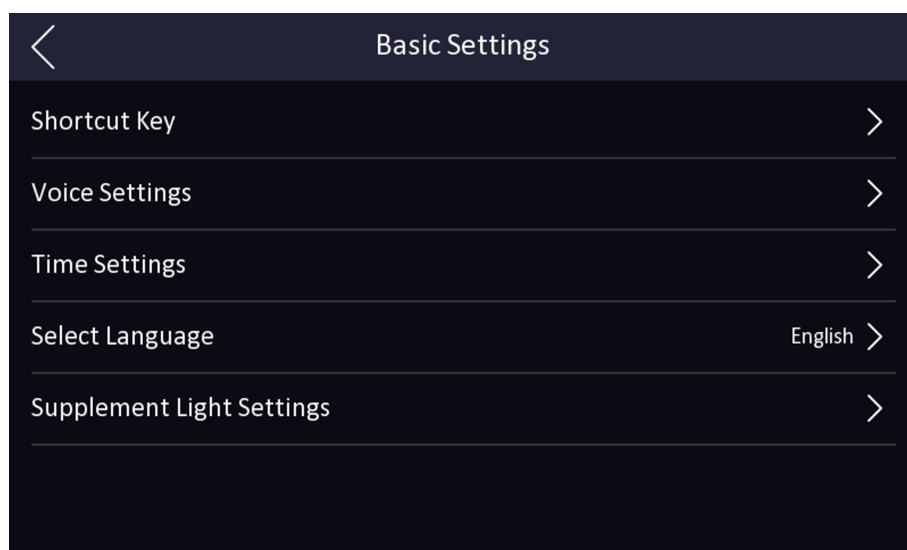 Basic Settings
Shortcut Key
Voice Settings
Time Settings
Select Language English
Supplement Light Settings